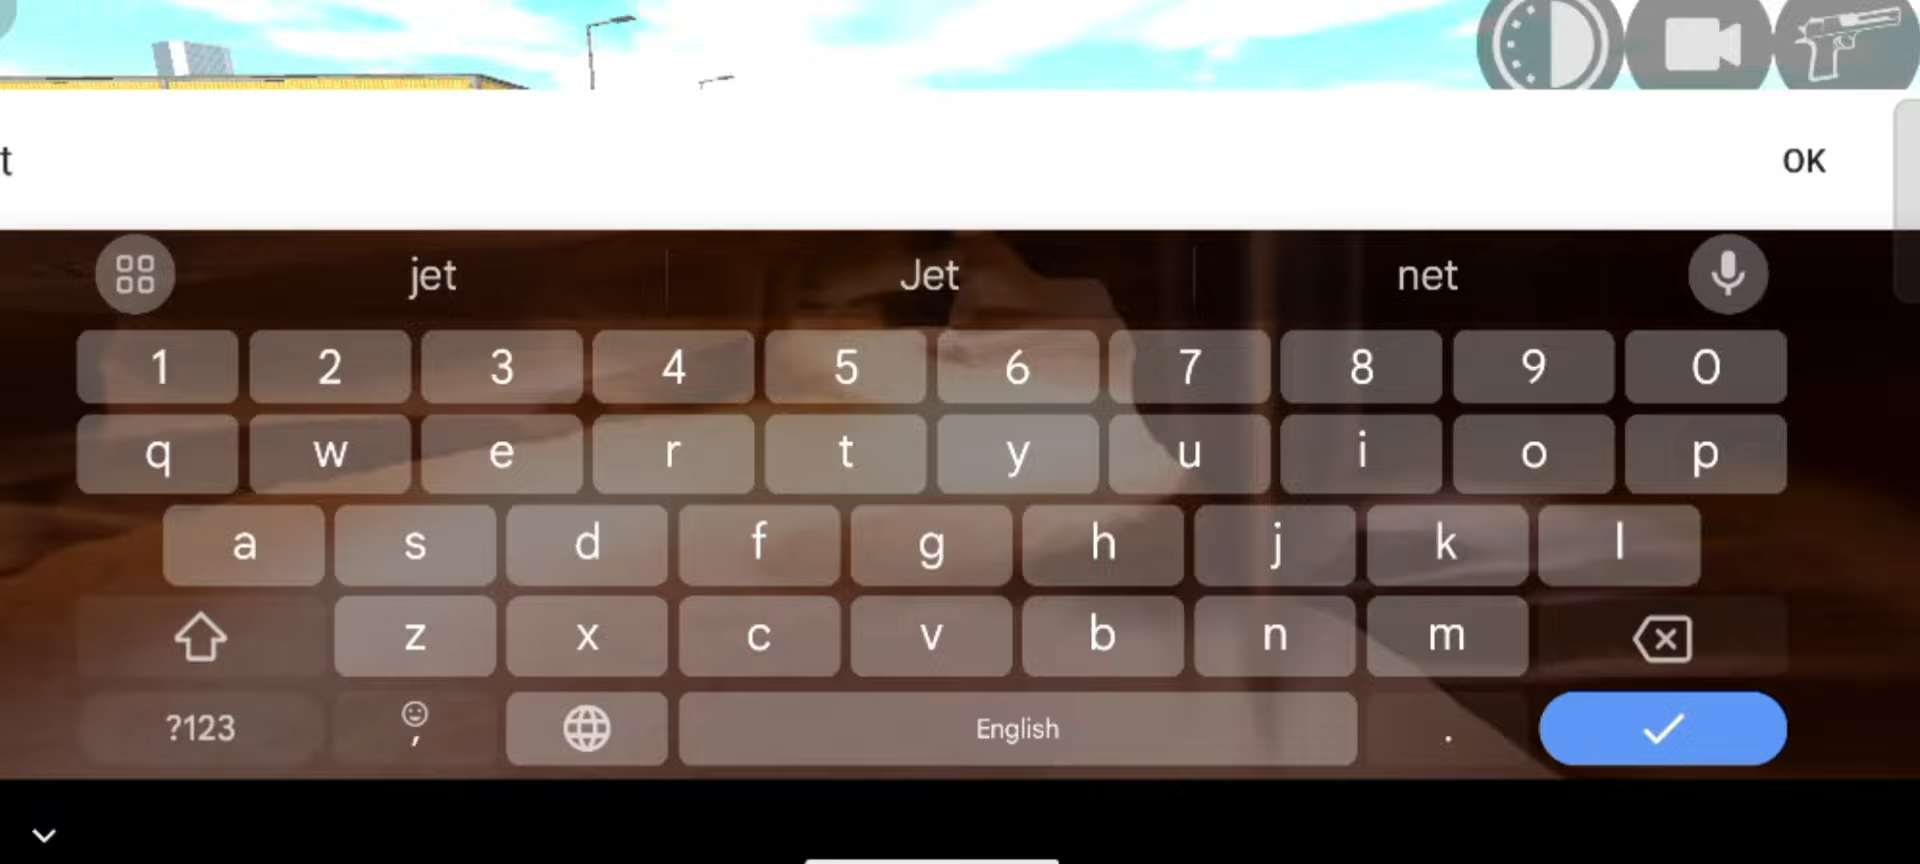 t
OK
jet Jet net
1 2 3 4 5 6 7 8 9 0
q w e r t y u i o p
a s d f g h j k l
z x c v b n m
?123 , English .